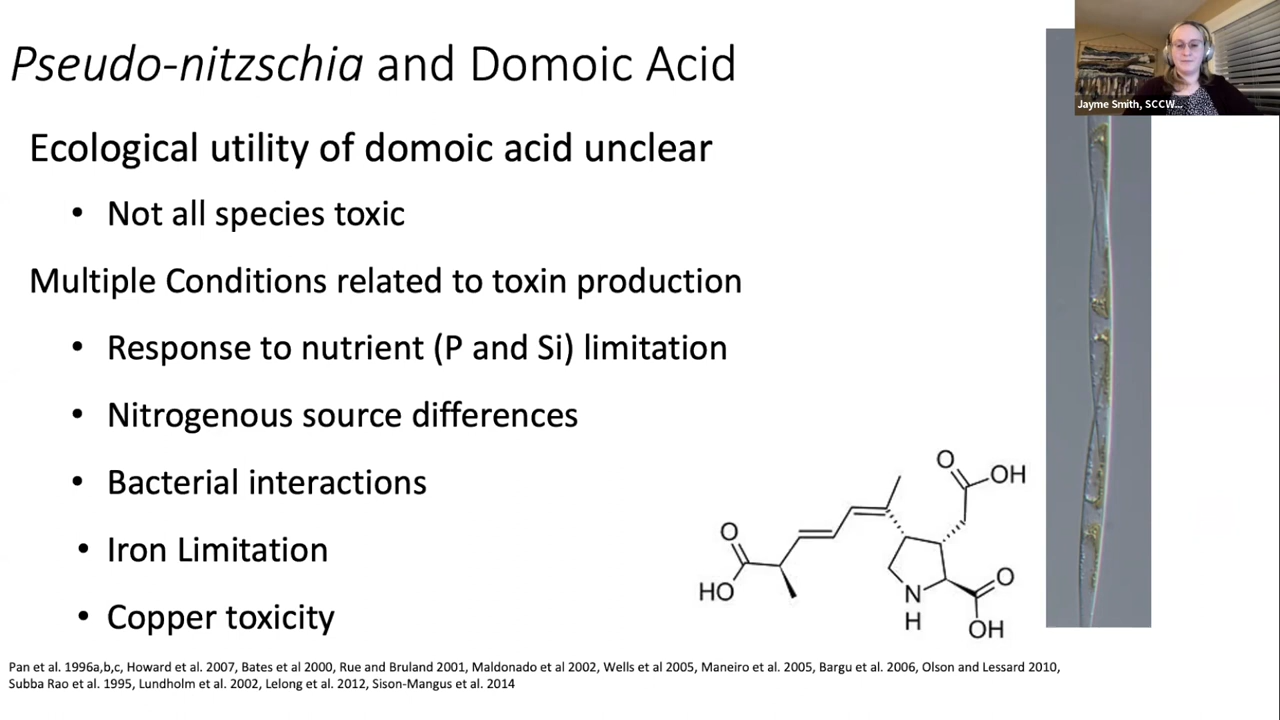 Pseudo-nitzschia and Domoic Acid
Jayme Smith, SCCW...
Ecological utility of domoic acid unclear
• Not all species toxic
Multiple Conditions related to toxin production
• Response to nutrient (P and Si) limitation
• Nitrogenous source differences
• Bacterial interactions
• Iron Limitation
• Copper toxicity
O
OH
O
HO
N
H
O
OH
Pan et al. 1996a,b,c, Howard et al. 2007, Bates et al 2000, Rue and Bruland 2001, Maldonado et al 2002, Wells et al 2005, Maneiro et al. 2005, Bargu et al. 2006, Olson and Lessard 2010,
Subba Rao et al. 1995, Lundholm et al. 2002, Lelong et al. 2012, Sison-Mangus et al. 2014